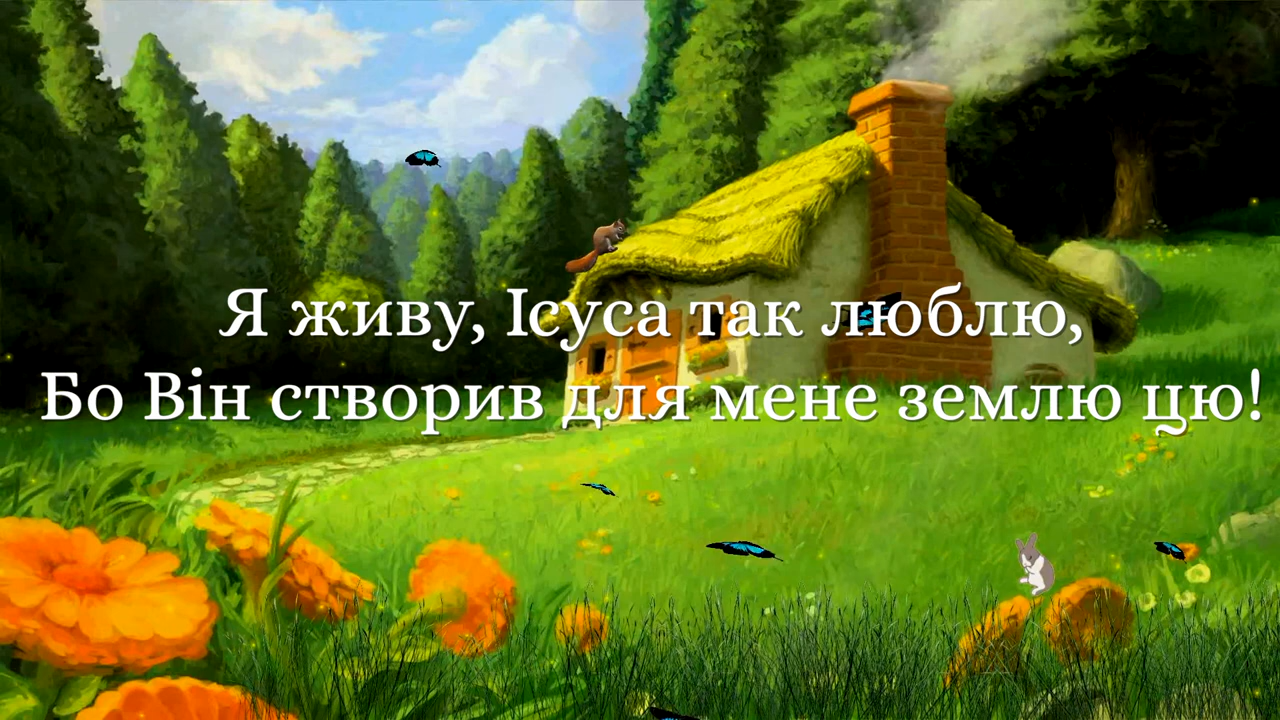 Я живу, Ісуса так люблю,
Бо Він створив для мене землю цю!